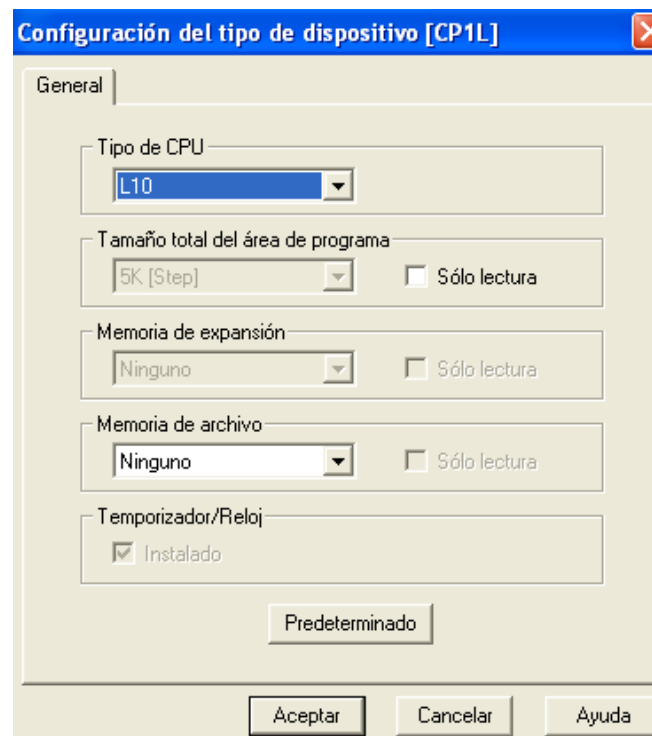 Configuración del tipo de dispositivo [CP1L]
General
Tipo de CPU
L10
Tamaño total del área de programa
5K [Step]
Sólo lectura
Memoria de expansión
Ninguno
Sólo lectura
Memoria de archivo
Ninguno
Sólo lectura
Temporizador/Reloj
Instalado
Predeterminado
Aceptar
Cancelar
Ayuda